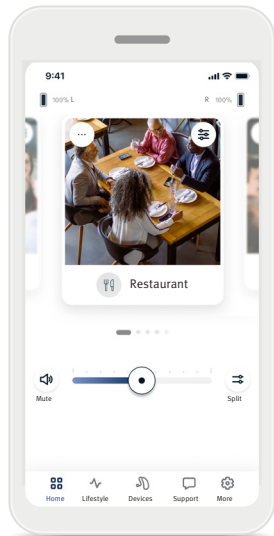 9:41
100% L R 100%
Restaurant
Mute Split
Home Lifestyle Devices Support More